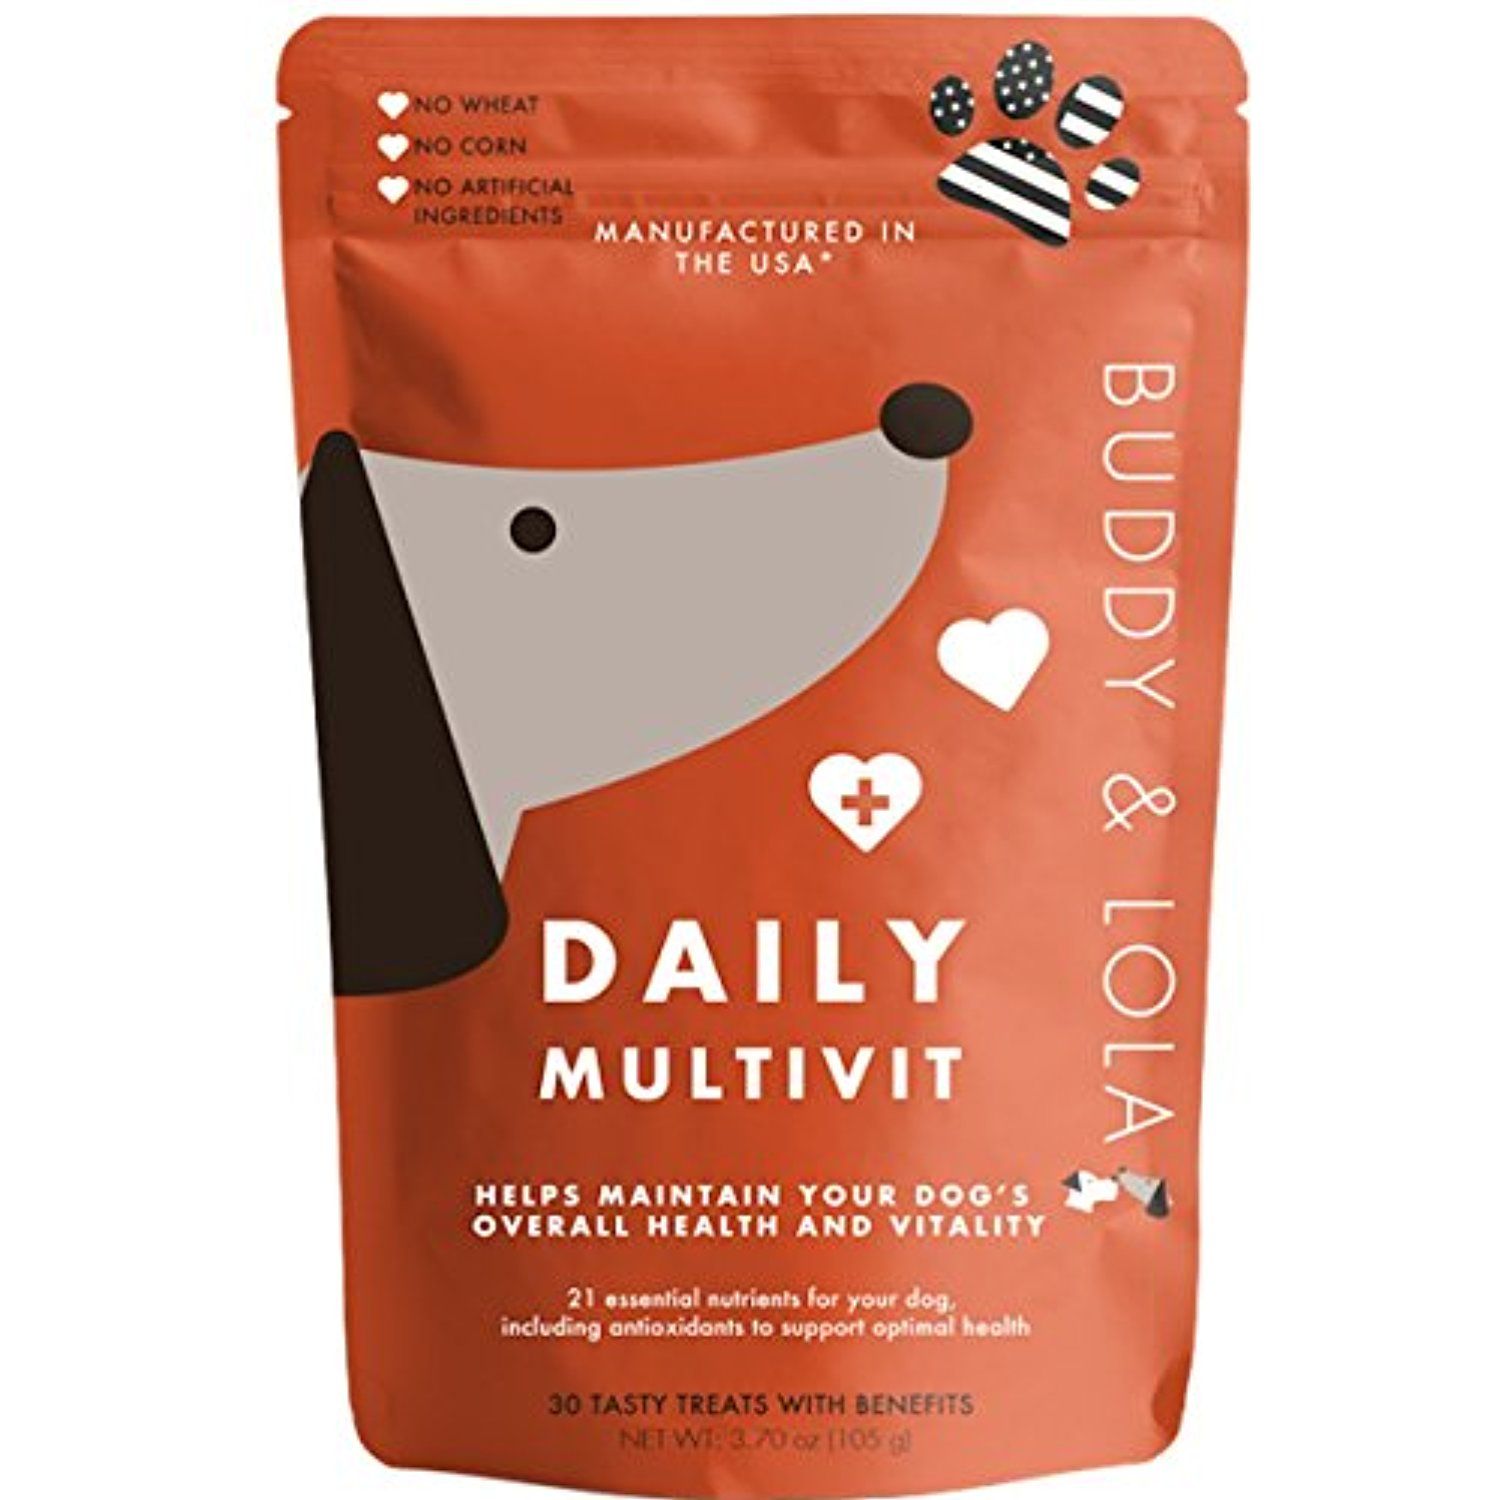 NO WHEAT
NO CORN
NO ARTIFICIAL
INGREDIENTS
MANUFACTURED IN
THE USA*
BUDDY & LOLA
DAILY
MULTIVIT
HELPS MAINTAIN YOUR DOG'S
OVERALL HEALTH AND VITALITY
21 essential nutrients for your dog,
including antioxidants to support optimal health
30 TASTY TREATS WITH BENEFITS
NET WT: 3.70 oz (105 g)